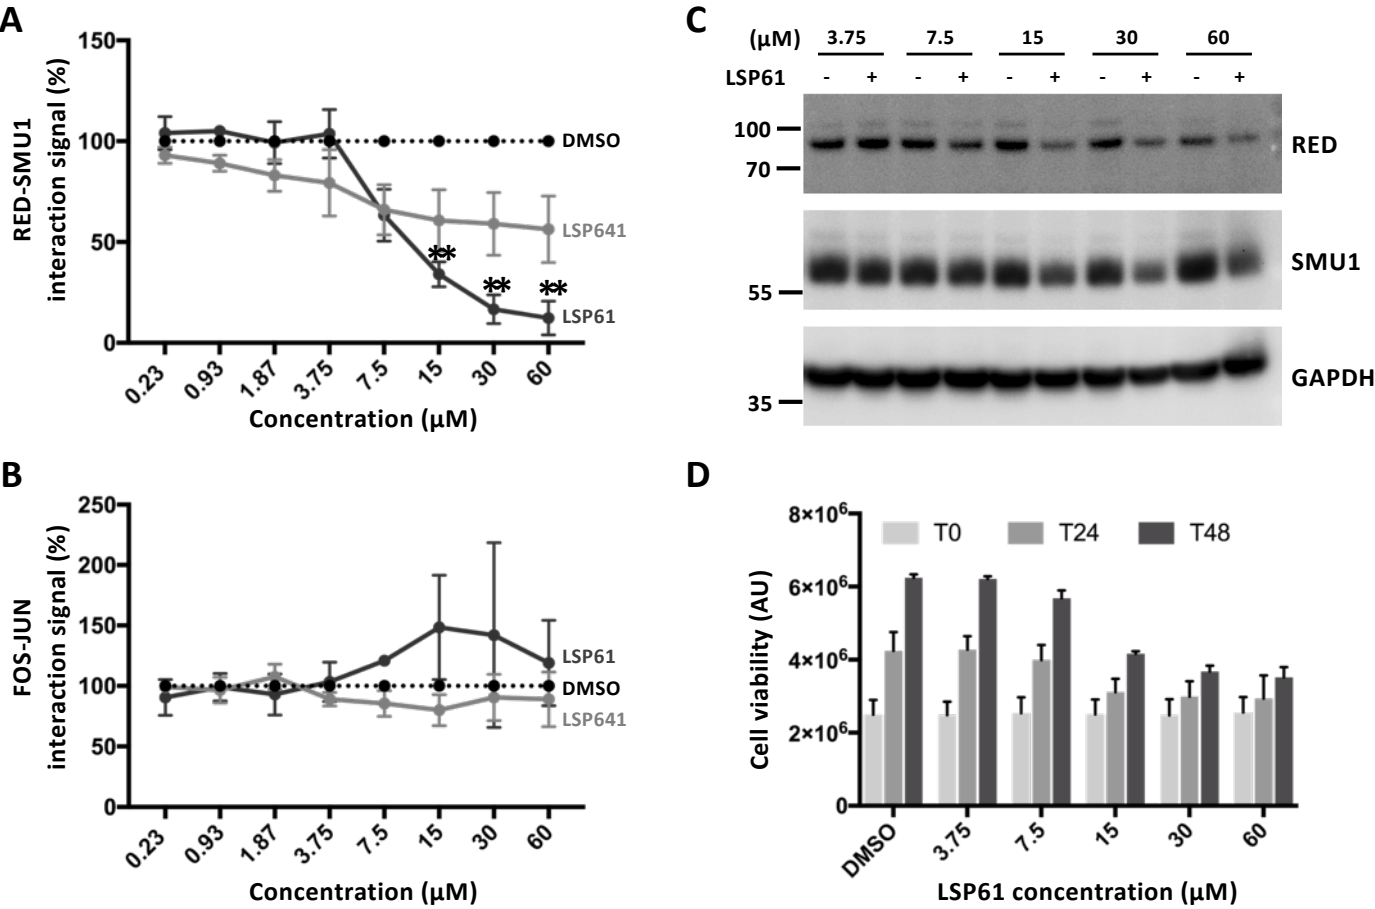 A
150
100
50
0
RED-SMU1
interaction signal (%)
DMSO
LSP641
LSP61
**
**
**
0.23
0.93
1.87
3.75
7.5
15
30
60
Concentration (µM)
B
250
200
150
100
50
0
FOS-JUN
interaction signal (%)
LSP61
DMSO
LSP641
0.23
0.93
1.87
3.75
7.5
15
30
60
Concentration (µM)
C
(µM) 3.75 7.5 15 30 60
LSP61 - + - + - + - + - +
100
70
RED
55
SMU1
35
GAPDH
D
8×10⁶
6×10⁶
4×10⁶
2×10⁶
0
Cell viability (AU)
T0 T24 T48
DMSO
3.75
7.5
15
30
60
LSP61 concentration (µM)